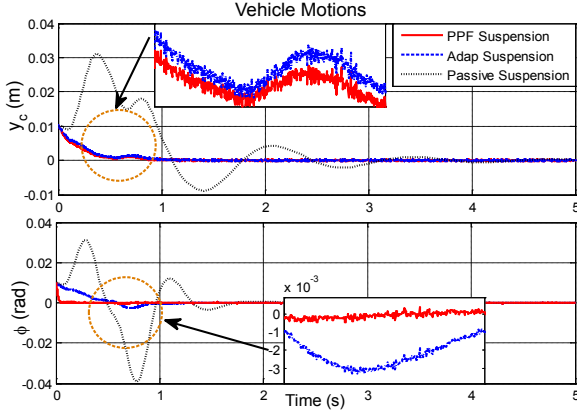 Vehicle Motions
0.04
0.03
0.02
0.01
0
-0.01
y_c (m)
PPF Suspension
Adap Suspension
Passive Suspension
0 1 2 3 4 5
0.04
0.02
0
-0.02
-0.04
ϕ (rad)
x 10^-3
0
-1
-2
-3
0 1 2 3 4 5
Time (s)